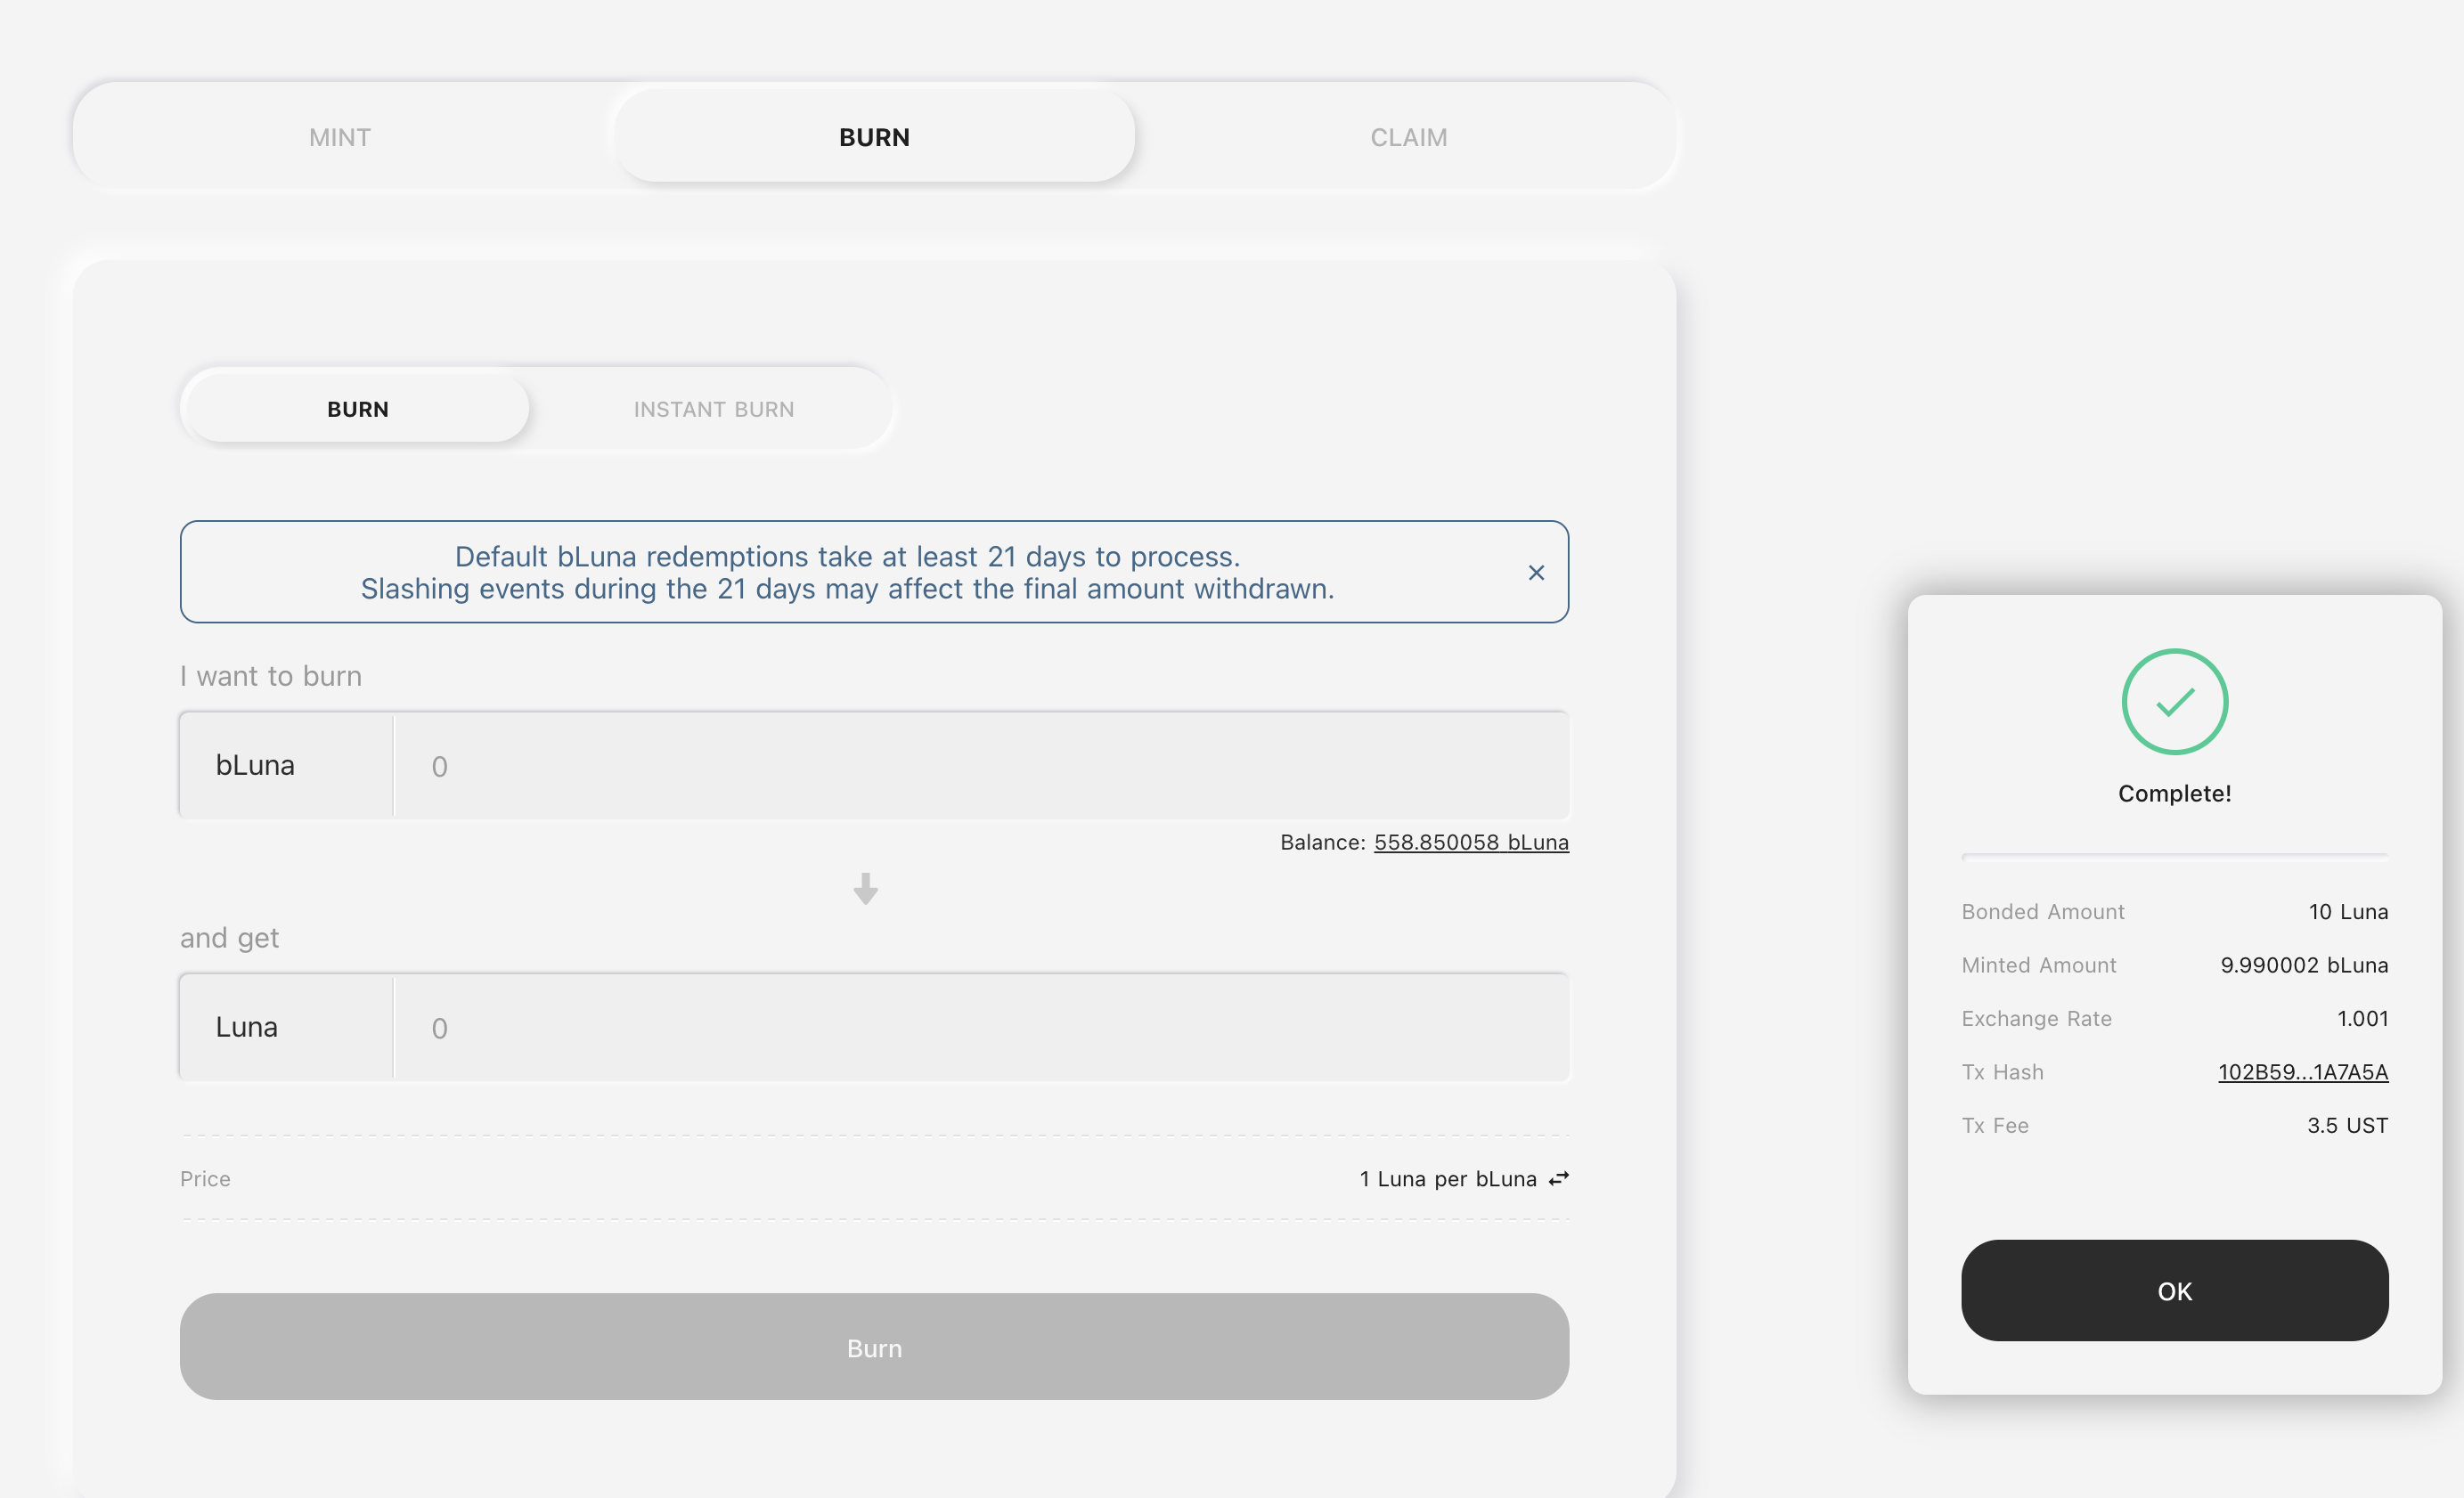 MINT
BURN
CLAIM
BURN
INSTANT BURN
Default bLuna redemptions take at least 21 days to process.
Slashing events during the 21 days may affect the final amount withdrawn.
I want to burn
bLuna
0
Balance: 558.850058 bLuna
and get
Luna
0
Price
1 Luna per bLuna
Burn
Complete!
Bonded Amount
10 Luna
Minted Amount
9.990002 bLuna
Exchange Rate
1.001
Tx Hash
102B59...1A7A5A
Tx Fee
3.5 UST
OK